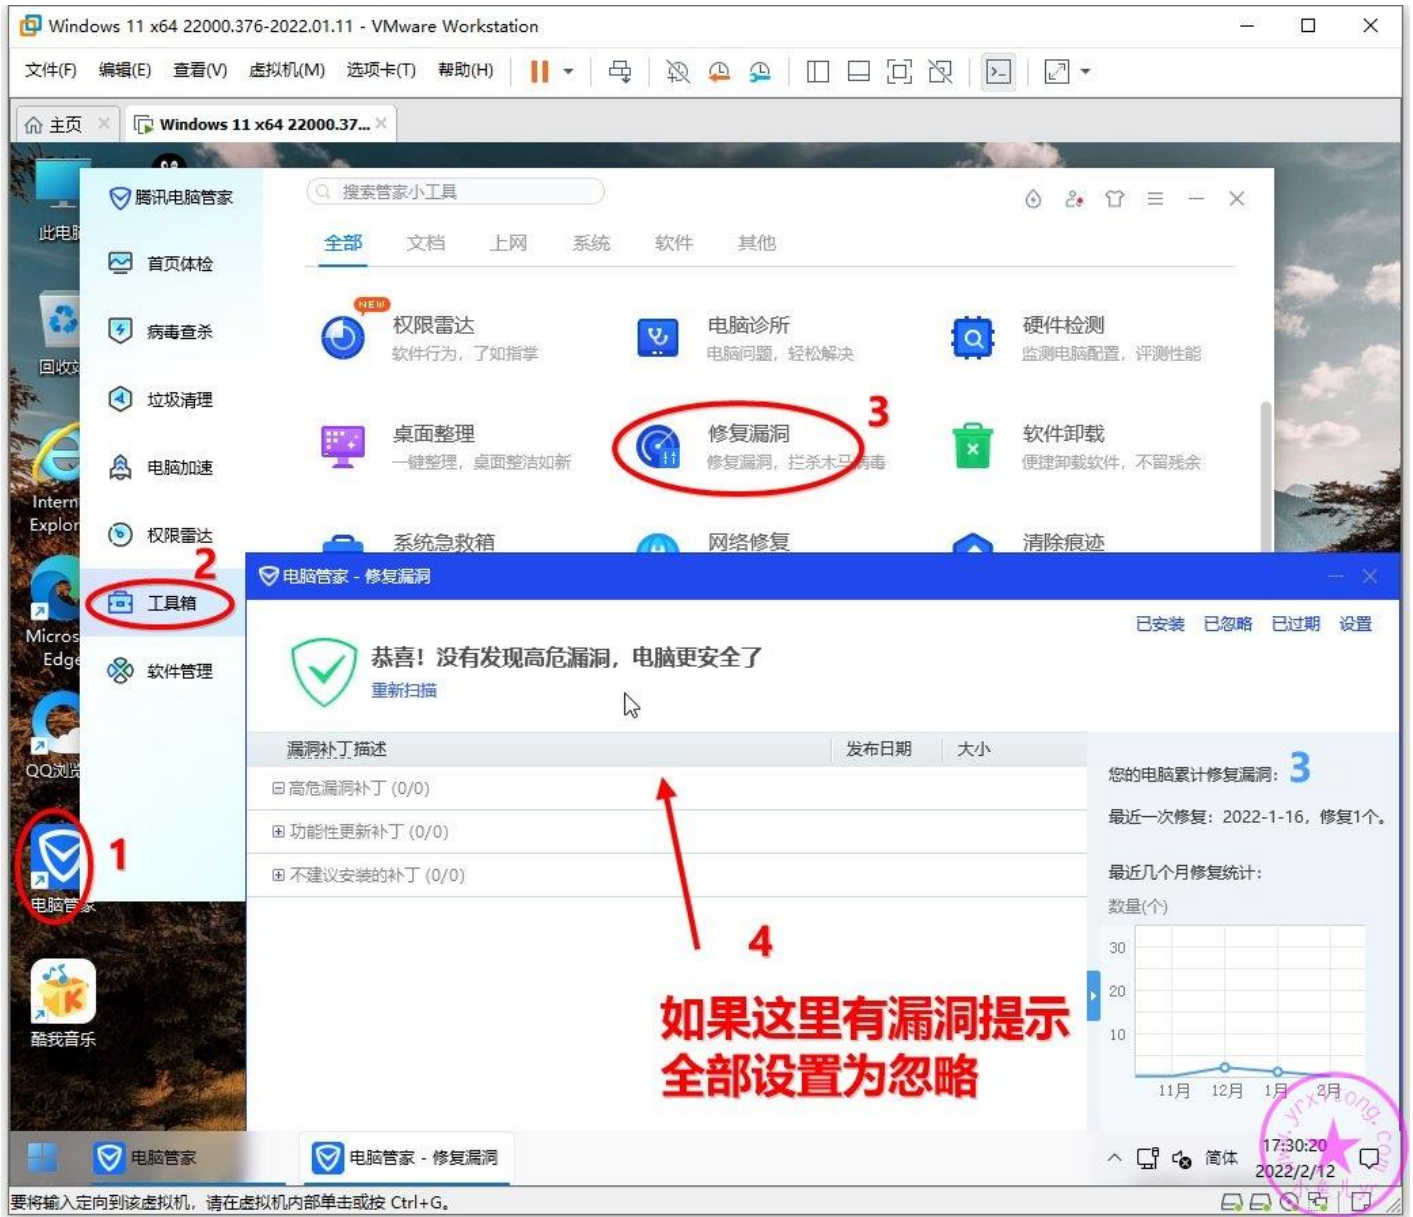 Windows 11 x64 22000.376-2022.01.11 - VMware Workstation
文件(F) 编辑(E) 查看(V) 虚拟机(M) 选项卡(T) 帮助(H)
主页
Windows 11 x64 22000.37...
腾讯电脑管家
搜索管家小工具
此电脑
全部 文档 上网 系统 软件 其他
首页体检
NEW
权限雷达
软件行为，了如指掌
电脑诊所
电脑问题，轻松解决
硬件检测
监测电脑配置，评测性能
病毒查杀
回收
垃圾清理
3
桌面整理
一键整理，桌面整洁如新
修复漏洞
修复漏洞，拦杀木马病毒
软件卸载
便捷卸载软件，不留残余
电脑加速
Intern
Explor
权限雷达
系统急救箱
网络修复
清除痕迹
2
工具箱
电脑管家 - 修复漏洞
Micros
Edge
已安装 已忽略 已过期 设置
恭喜！没有发现高危漏洞，电脑更安全了
重新扫描
软件管理
漏洞补丁描述 发布日期 大小
QQ浏览
您的电脑累计修复漏洞：3
高危漏洞补丁 (0/0)
最近一次修复：2022-1-16，修复1个。
功能性更新补丁 (0/0)
1
不建议安装的补丁 (0/0)
最近几个月修复统计：
电脑管家
数量(个)
4
30
20
10
如果这里有漏洞提示
全部设置为忽略
K
酷我音乐
11月 12月 1月 2月
www.yrxitong.com
小鱼儿yr
电脑管家
电脑管家 - 修复漏洞
简体
17:30:20
2022/2/12
要将输入定向到该虚拟机，请在虚拟机内部单击或按 Ctrl+G。